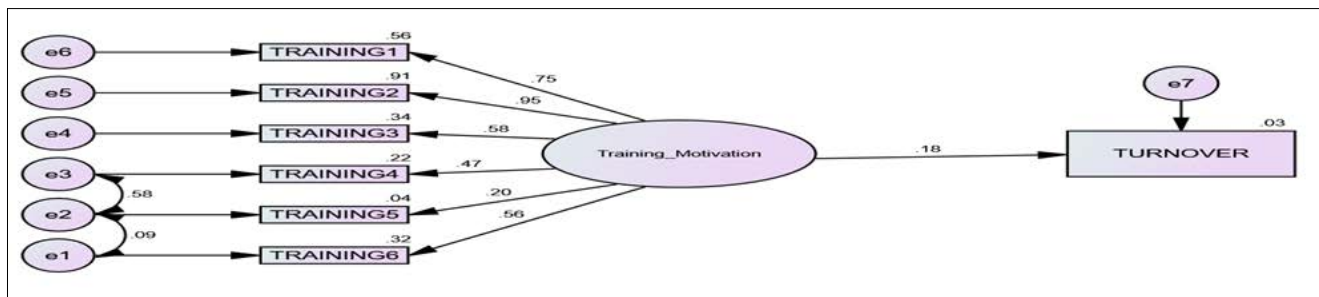 .56
e6
TRAINING1
.75
.91
e5
TRAINING2
.95
e7
.34
e4
TRAINING3
.58
.03
Training_Motivation
.18
TURNOVER
.22
e3
TRAINING4
.47
.58
.04
.20
e2
TRAINING5
.56
.09
.32
e1
TRAINING6